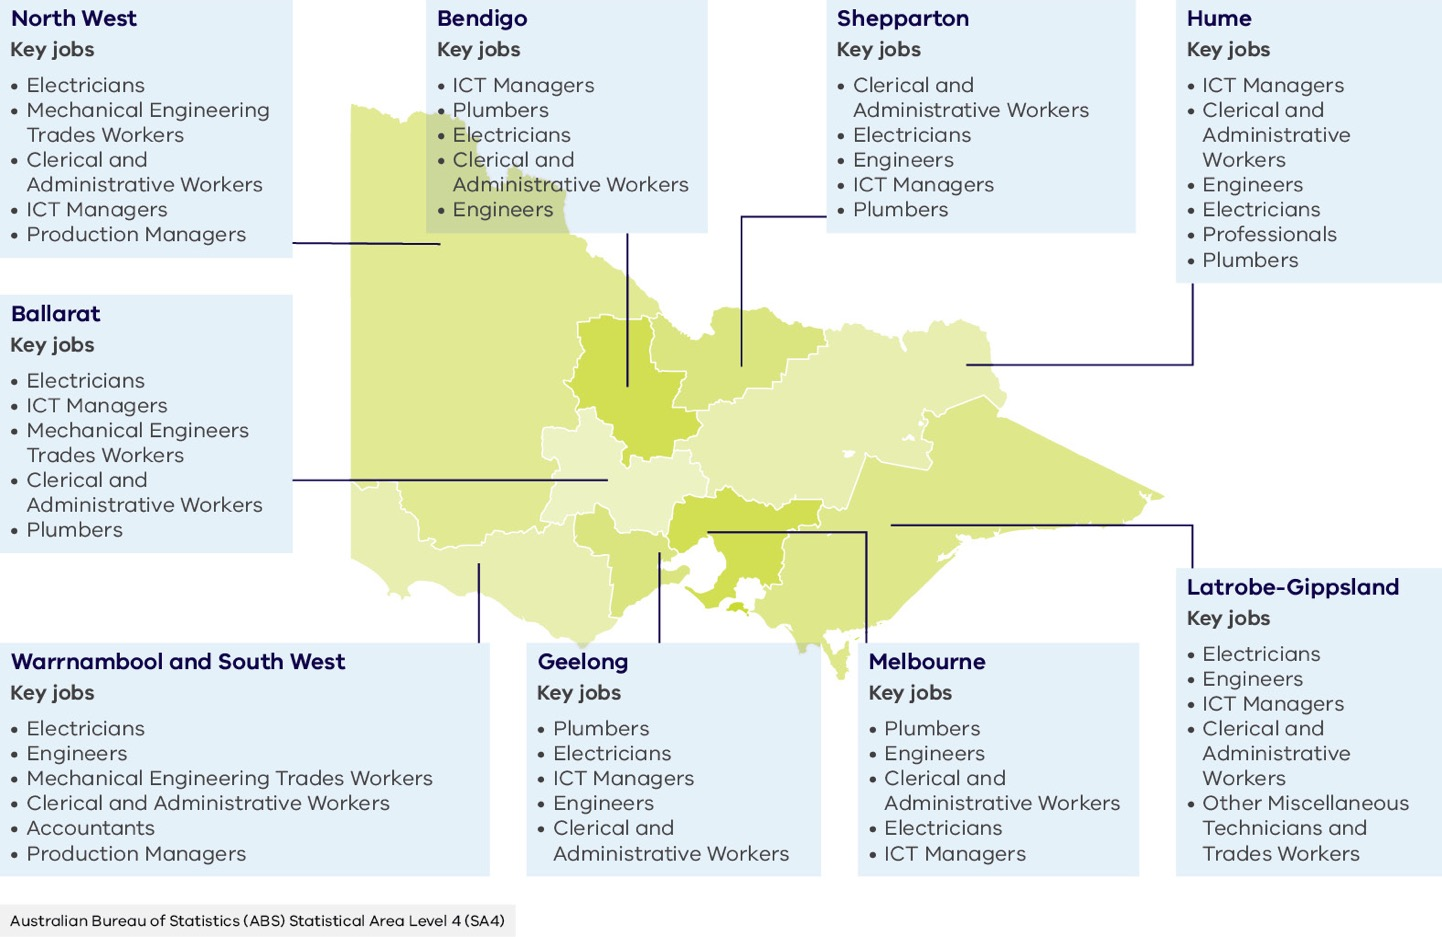 North West
Key jobs
• Electricians
• Mechanical Engineering
Trades Workers
• Clerical and
Administrative Workers
• ICT Managers
• Production Managers
Bendigo
Key jobs
• ICT Managers
• Plumbers
• Electricians
• Clerical and
Administrative Workers
• Engineers
Shepparton
Key jobs
• Clerical and
Administrative Workers
• Electricians
• Engineers
• ICT Managers
• Plumbers
Hume
Key jobs
• ICT Managers
• Clerical and
Administrative
Workers
• Engineers
• Electricians
• Professionals
• Plumbers
Ballarat
Key jobs
• Electricians
• ICT Managers
• Mechanical Engineers
Trades Workers
• Clerical and
Administrative Workers
• Plumbers
Warrnambool and South West
Key jobs
• Electricians
• Engineers
• Mechanical Engineering Trades Workers
• Clerical and Administrative Workers
• Accountants
• Production Managers
Geelong
Key jobs
• Plumbers
• Electricians
• ICT Managers
• Engineers
• Clerical and
Administrative Workers
Melbourne
Key jobs
• Plumbers
• Engineers
• Clerical and
Administrative Workers
• Electricians
• ICT Managers
Latrobe-Gippsland
Key jobs
• Electricians
• Engineers
• ICT Managers
• Clerical and
Administrative
Workers
• Other Miscellaneous
Technicians and
Trades Workers
Australian Bureau of Statistics (ABS) Statistical Area Level 4 (SA4)